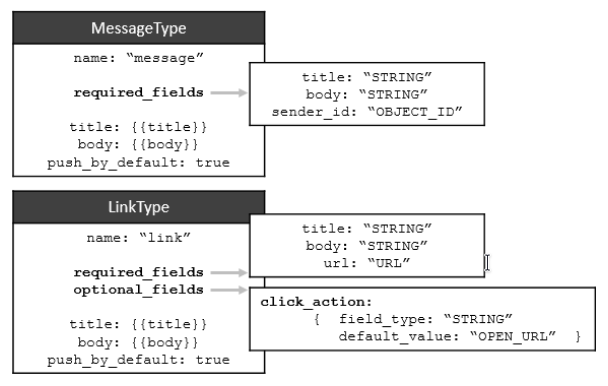 MessageType
name: “message”
required_fields
title: “STRING”
body: “STRING”
sender_id: “OBJECT_ID”
title: {{title}}
body: {{body}}
push_by_default: true
LinkType
name: “link”
required_fields
title: “STRING”
body: “STRING”
url: “URL”
optional_fields
click_action:
{ field_type: “STRING”
default_value: “OPEN_URL” }
title: {{title}}
body: {{body}}
push_by_default: true